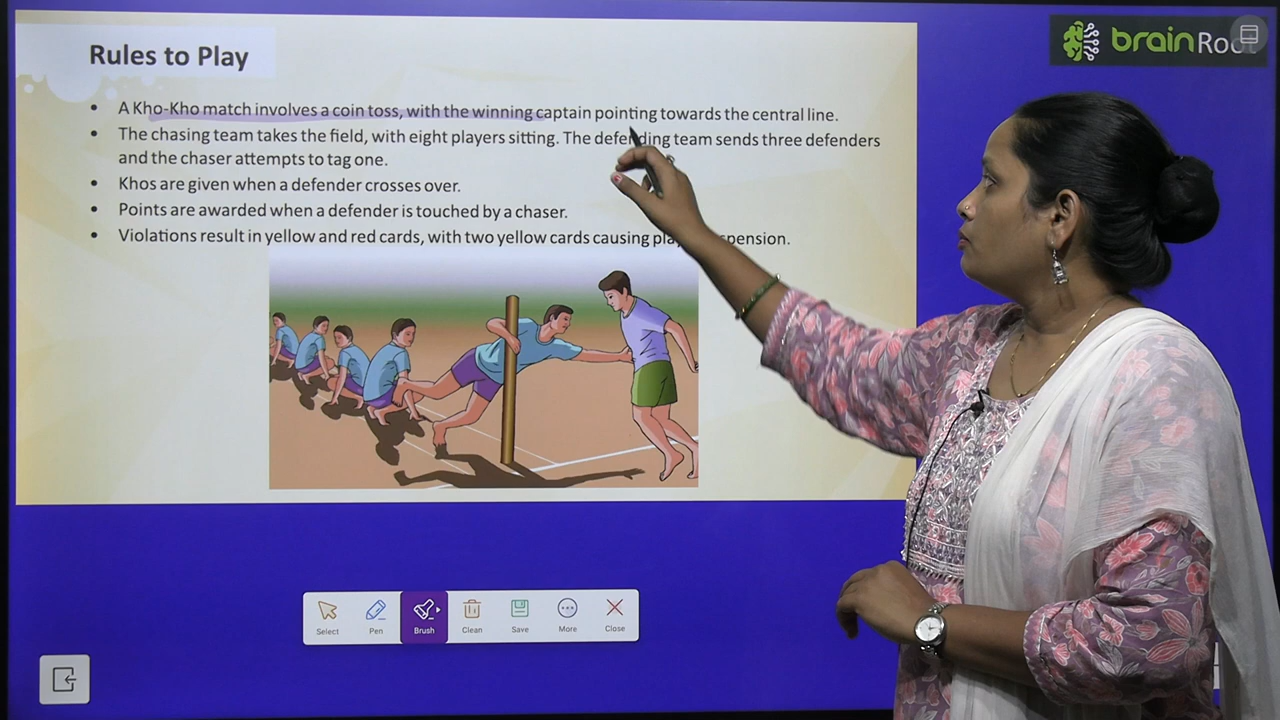 Rules to Play
brainRoot
• A Kho-Kho match involves a coin toss, with the winning captain pointing towards the central line.
• The chasing team takes the field, with eight players sitting. The defending team sends three defenders
and the chaser attempts to tag one.
• Khos are given when a defender crosses over.
• Points are awarded when a defender is touched by a chaser.
• Violations result in yellow and red cards, with two yellow cards causing pension.
Select Pen Brush Clean Save More Close